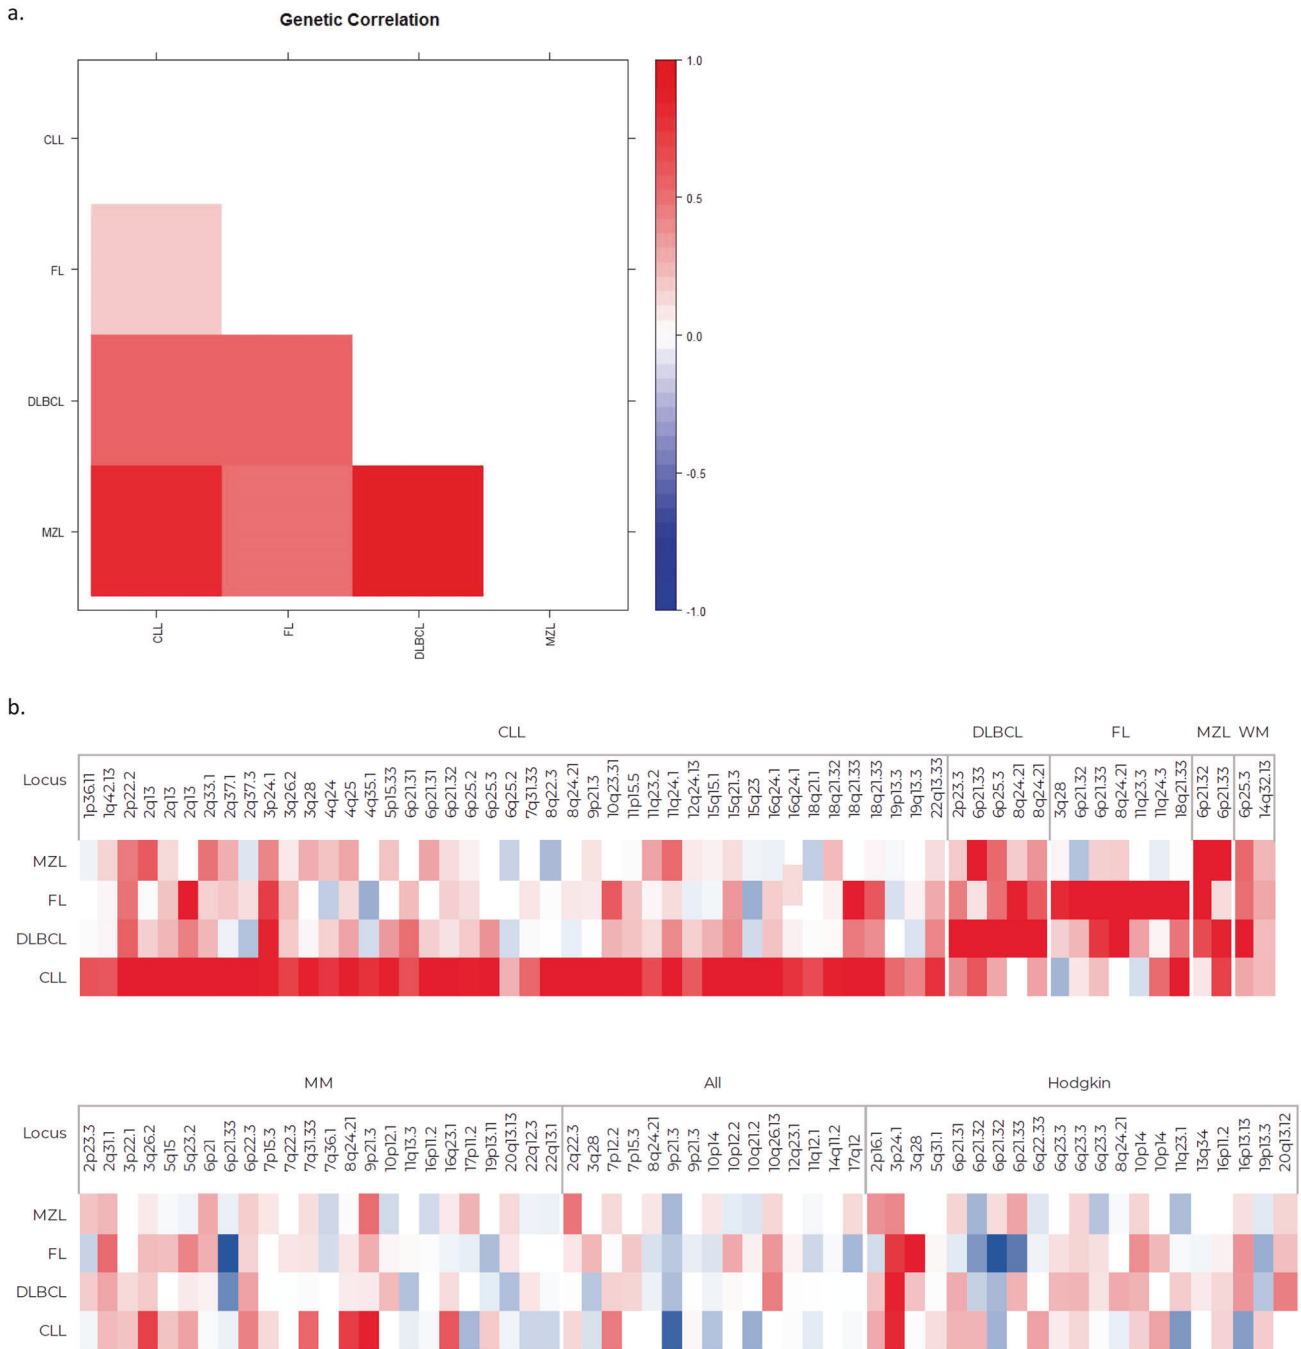 a.
Genetic Correlation
1.0
CLL
0.5
FL
0.0
DLBCL
-0.5
MZL
-1.0
CLL FL DLBCL MZL
b.
CLL DLBCL FL MZL WM
Locus 1p36.11 1q42.13 2p22.2 2q13 2q13 2q13 2q33.1 2q37.1 2q37.3 3p24.1 3q26.2 3q28 4q24 4q25 4q35.1 5p15.33 6p21.31 6p21.31 6p21.32 6p25.2 6p25.3 6q25.2 7q31.33 8q22.3 8q24.21 9p21.3 10q23.31 11p15.5 11q23.2 11q24.1 12q24.13 15q15.1 15q21.3 15q23 16q24.1 16q24.1 18q21.1 18q21.32 18q21.33 18q21.33 19p13.3 19q13.3 22q13.33 2p23.3 6p21.33 6p25.3 8q24.21 8q24.21 3q28 6p21.32 6p21.33 8q24.21 11q23.3 11q24.3 18q21.33 6p21.32 6p21.33 6p25.3 14q32.13
MZL
FL
DLBCL
CLL
MM All Hodgkin
Locus 2p23.3 2q31.1 3p22.1 3q26.2 5q15 5q23.2 6p21 6p21.33 6p22.3 7p15.3 7q22.3 7q31.33 7q36.1 8q24.21 9p21.3 10p12.1 11q13.3 16p11.2 16q23.1 17p11.2 19p13.11 20q13.13 22q12.3 22q13.1 2q22.3 3q28 7p12.2 7p15.3 8q24.21 9p21.3 9p21.3 10p14 10p12.2 10q21.2 10q26.13 12q23.1 11q12.1 14q11.2 17q12 2p16.1 3p24.1 3q28 5q31.1 6p21.31 6p21.32 6p21.32 6p21.33 6q22.33 6q23.3 6q23.3 6q23.3 8q24.21 10p14 10p14 11q23.1 13q34 16p11.2 16p13.13 19p13.3 20q13.12
MZL
FL
DLBCL
CLL